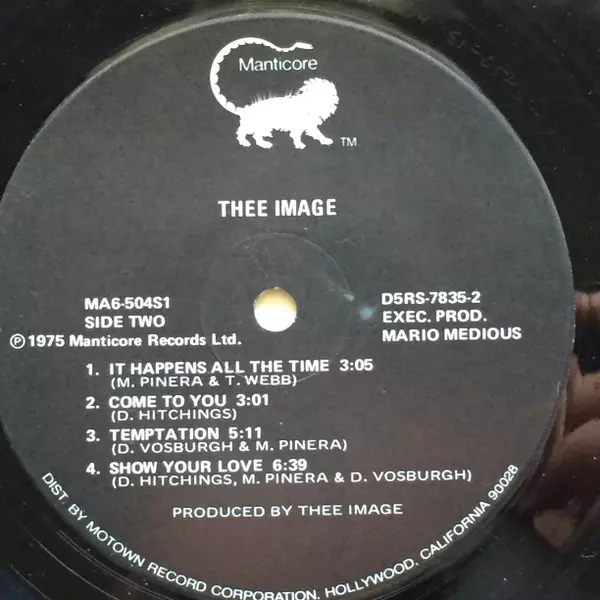 Manticore
TM
THEE IMAGE
MA6-504S1
SIDE TWO
Ⓟ1975 Manticore Records Ltd.
D5RS-7835-2
EXEC. PROD.
MARIO MEDIOUS
1. IT HAPPENS ALL THE TIME 3:05
(M. PINERA & T. WEBB)
2. COME TO YOU 3:01
(D. HITCHINGS)
3. TEMPTATION 5:11
(D. VOSBURGH & M. PINERA)
4. SHOW YOUR LOVE 6:39
(D. HITCHINGS, M. PINERA & D. VOSBURGH)
PRODUCED BY THEE IMAGE
DIST. BY MOTOWN RECORD CORPORATION, HOLLYWOOD, CALIFORNIA 90028